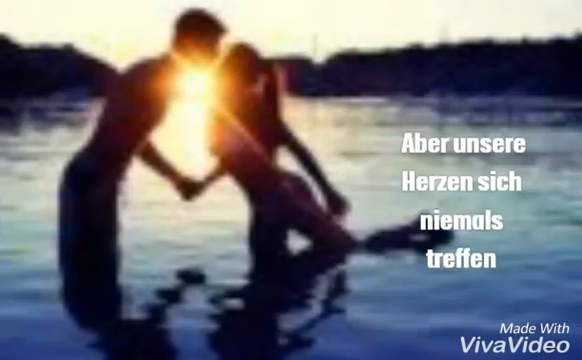 Aber unsere
Herzen sich
niemals
treffen
Made With
VivaVideo